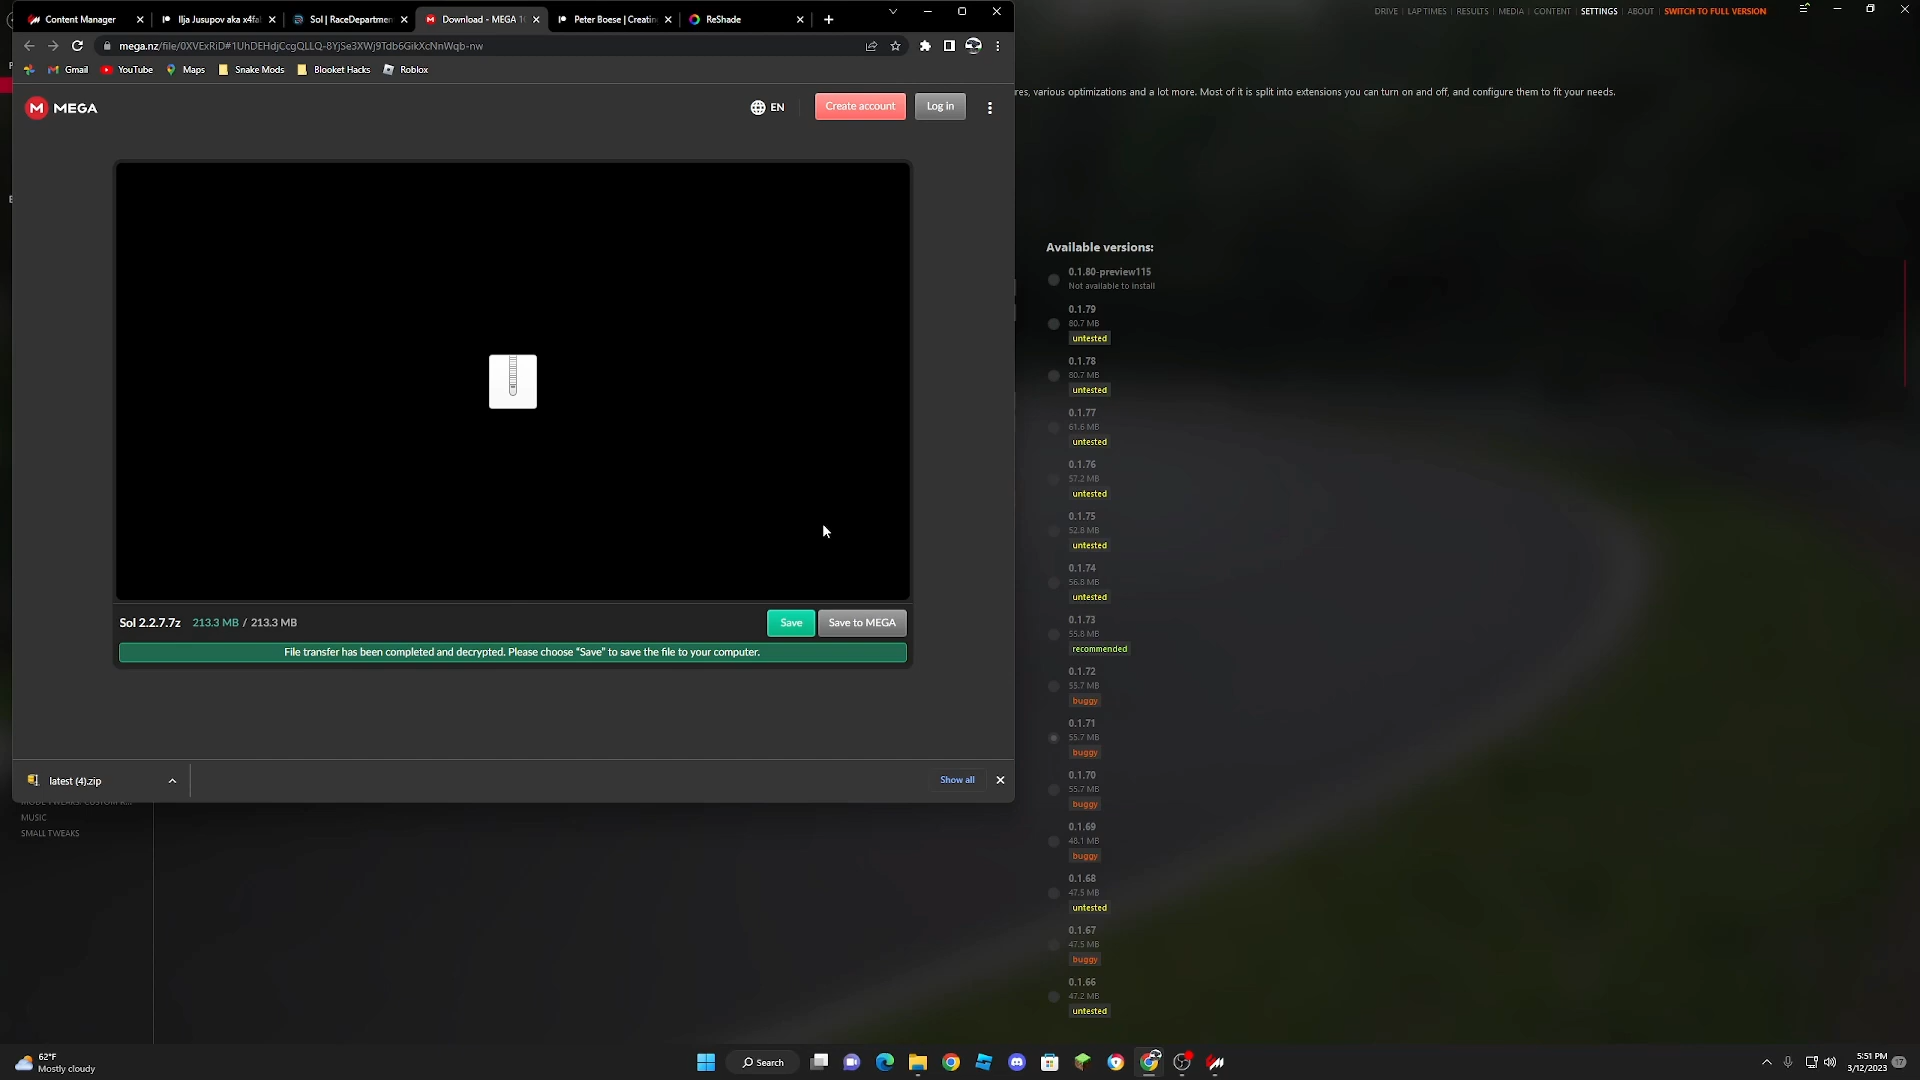 Content Manager
Ilja Jusupov aka x4fab
Sol | RaceDepartmen
Download - MEGA 10
Peter Boese | Creatin
ReShade
mega.nz/file/0XVExRiD#1UhDEHdjCcgQLLQ-8YjSe3XWj9Tdb6GikXcNnWqb-nw
Gmail
YouTube
Maps
Snake Mods
Blooket Hacks
Roblox
DRIVE
LAP TIMES
RESULTS
MEDIA
CONTENT
SETTINGS
ABOUT
SWITCH TO FULL VERSION
MEGA
EN
Create account
Log in
res, various optimizations and a lot more. Most of it is split into extensions you can turn on and off, and configure them to fit your needs.
Sol 2.2.7.7z 213.3 MB / 213.3 MB
Save
Save to MEGA
File transfer has been completed and decrypted. Please choose "Save" to save the file to your computer.
latest (4).zip
Show all
MUSIC
SMALL TWEAKS
Available versions:
0.1.80-preview115
Not available to install
0.1.79
80.7 MB
untested
0.1.78
80.7 MB
untested
0.1.77
61.6 MB
untested
0.1.76
57.2 MB
untested
0.1.75
52.8 MB
untested
0.1.74
56.8 MB
untested
0.1.73
55.8 MB
recommended
0.1.72
55.7 MB
buggy
0.1.71
55.7 MB
buggy
0.1.70
55.7 MB
buggy
0.1.69
48.1 MB
buggy
0.1.68
47.5 MB
untested
0.1.67
47.5 MB
buggy
0.1.66
47.2 MB
untested
62°F
Mostly cloudy
Search
5:51 PM
3/12/2023
17